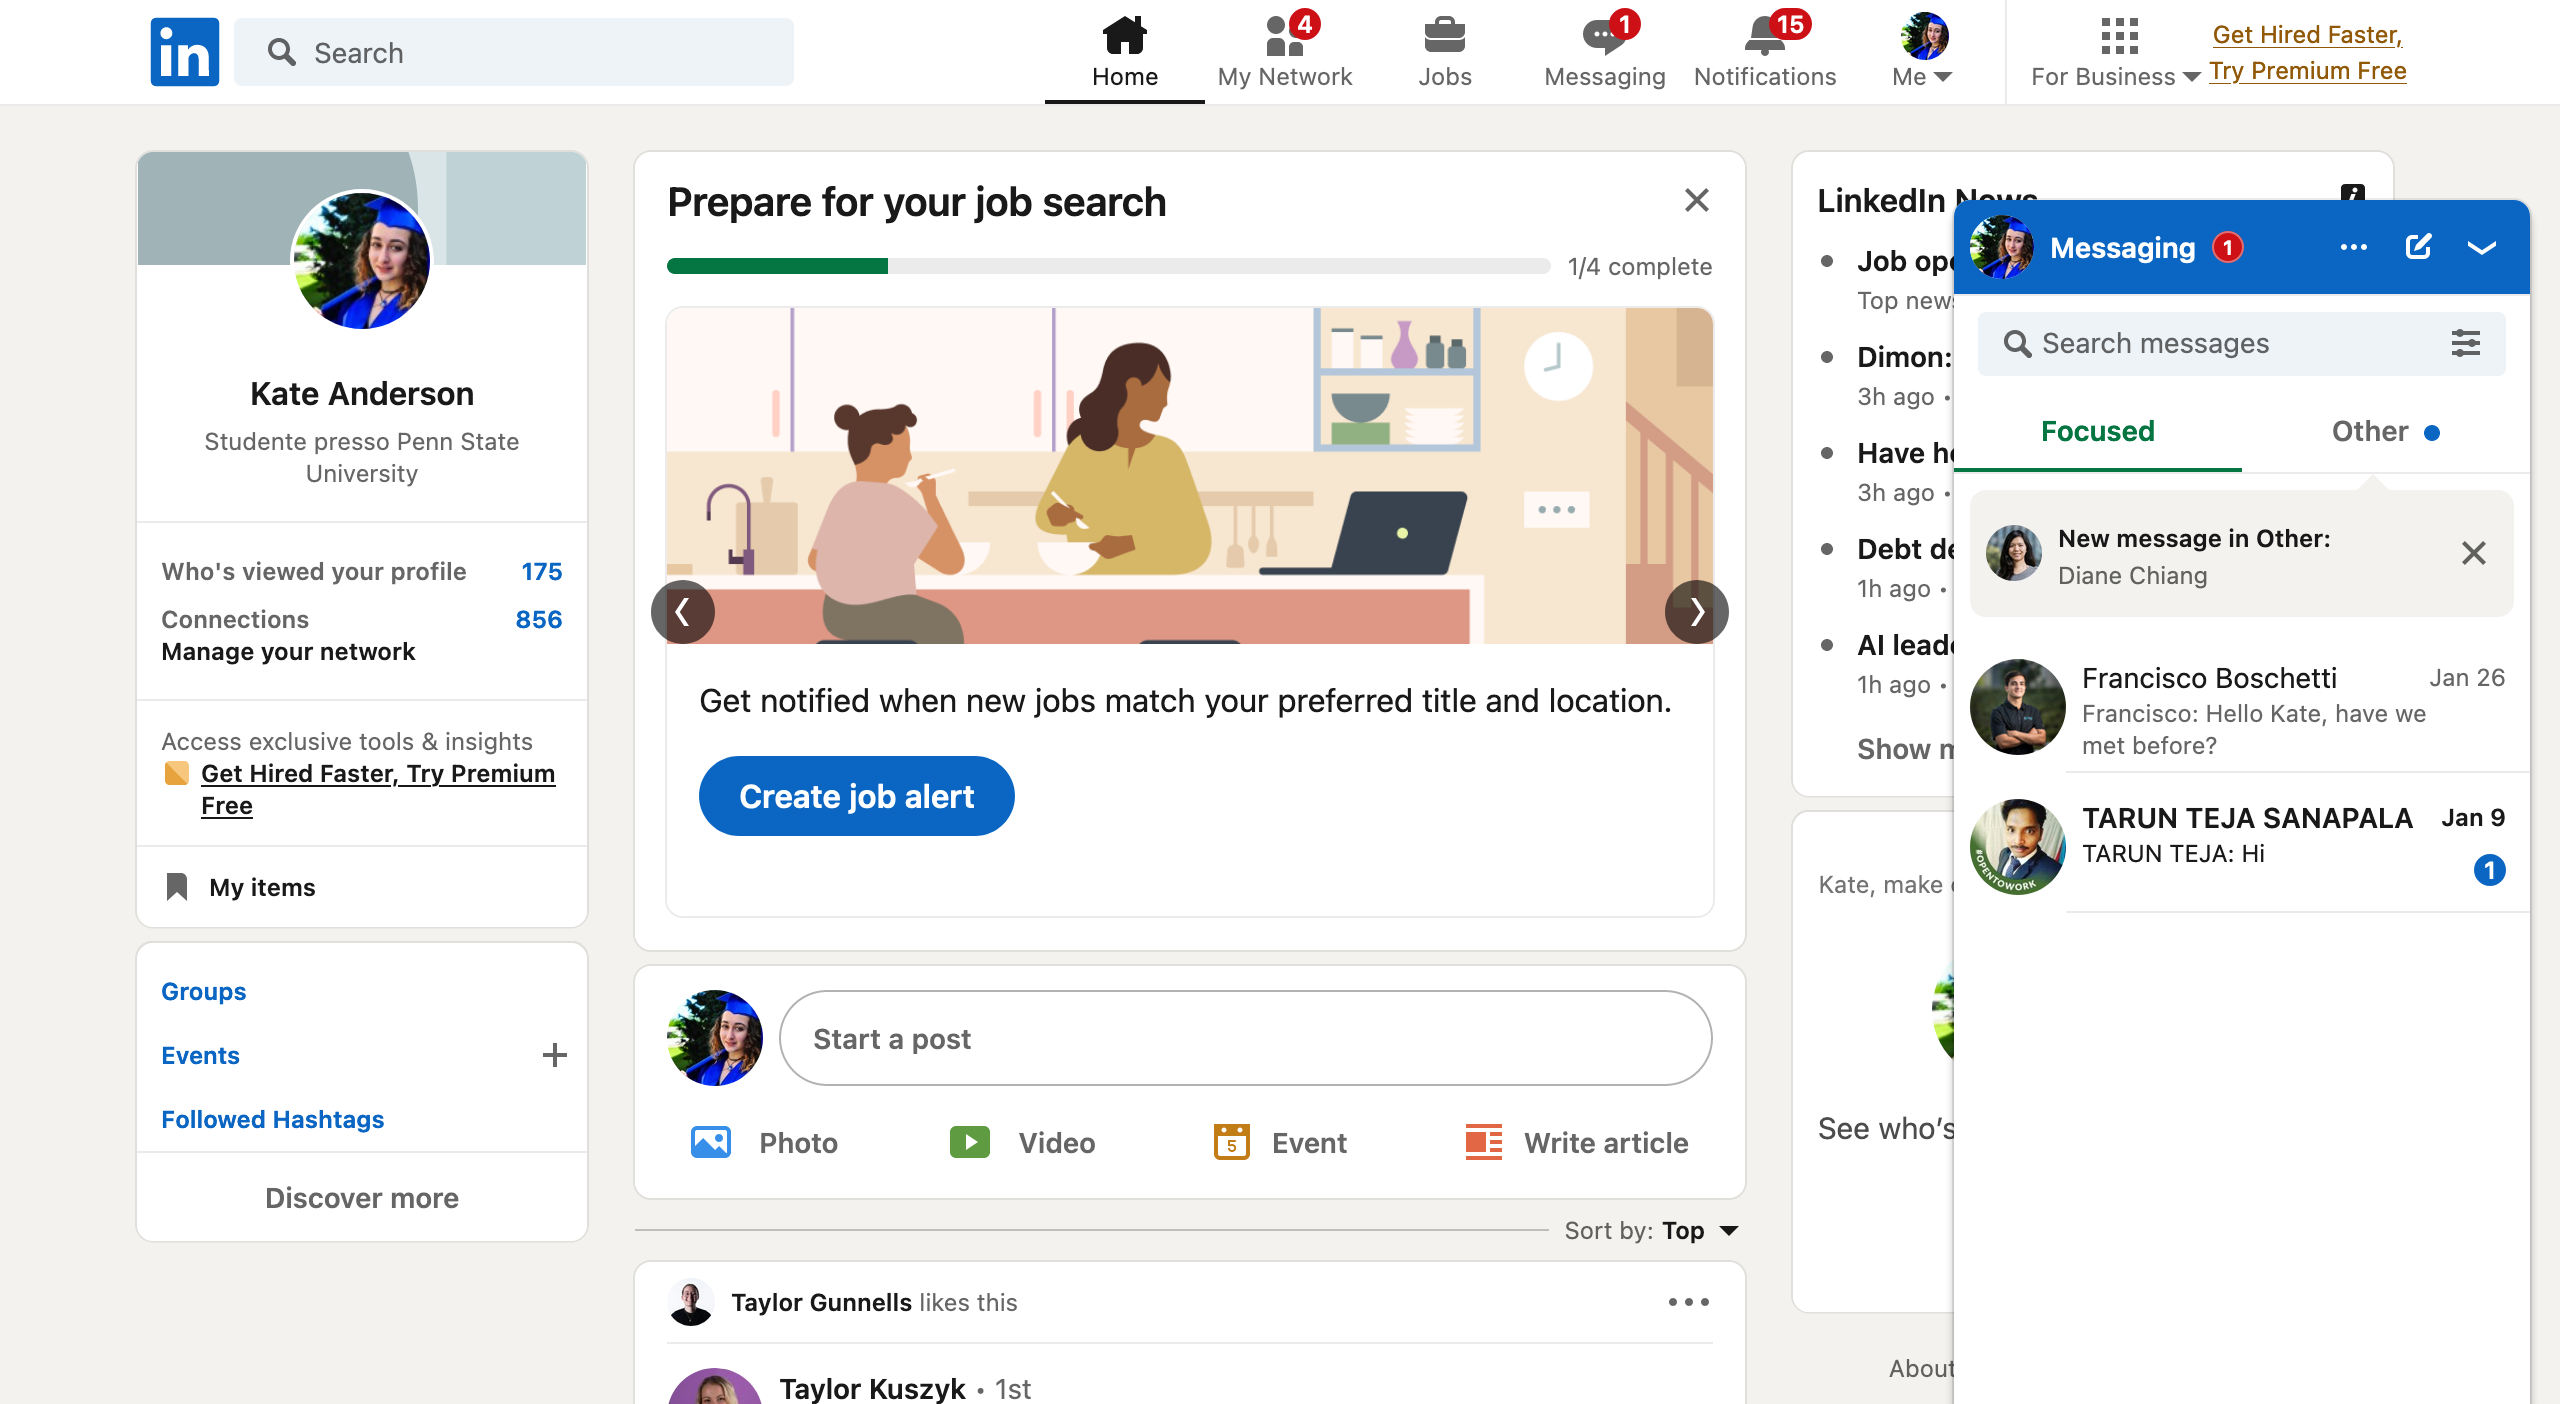 in
Search
Home
4
My Network
Jobs
1
Messaging
15
Notifications
Me
For Business
Get Hired Faster,
Try Premium Free
Kate Anderson
Studente presso Penn State
University
Who's viewed your profile 175
Connections 856
Manage your network
Access exclusive tools & insights
Get Hired Faster, Try Premium
Free
My items
Groups
Events
Followed Hashtags
Discover more
Prepare for your job search
1/4 complete
Get notified when new jobs match your preferred title and location.
Create job alert
Start a post
Photo
Video
5
Event
Write article
Sort by: Top
Taylor Gunnells likes this
Taylor Kuszyk • 1st
LinkedIn News
Job
Top
Dimon:
3h ago •
Have
3h ago •
Debt
1h ago •
AI
1h ago •
Show
Kate, make
See who's
About
Messaging 1
Search messages
Focused
Other
New message in Other:
Diane Chiang
Francisco Boschetti Jan 26
Francisco: Hello Kate, have we
met before?
TARUN TEJA SANAPALA Jan 9
TARUN TEJA: Hi
1
#OPENTOWORK